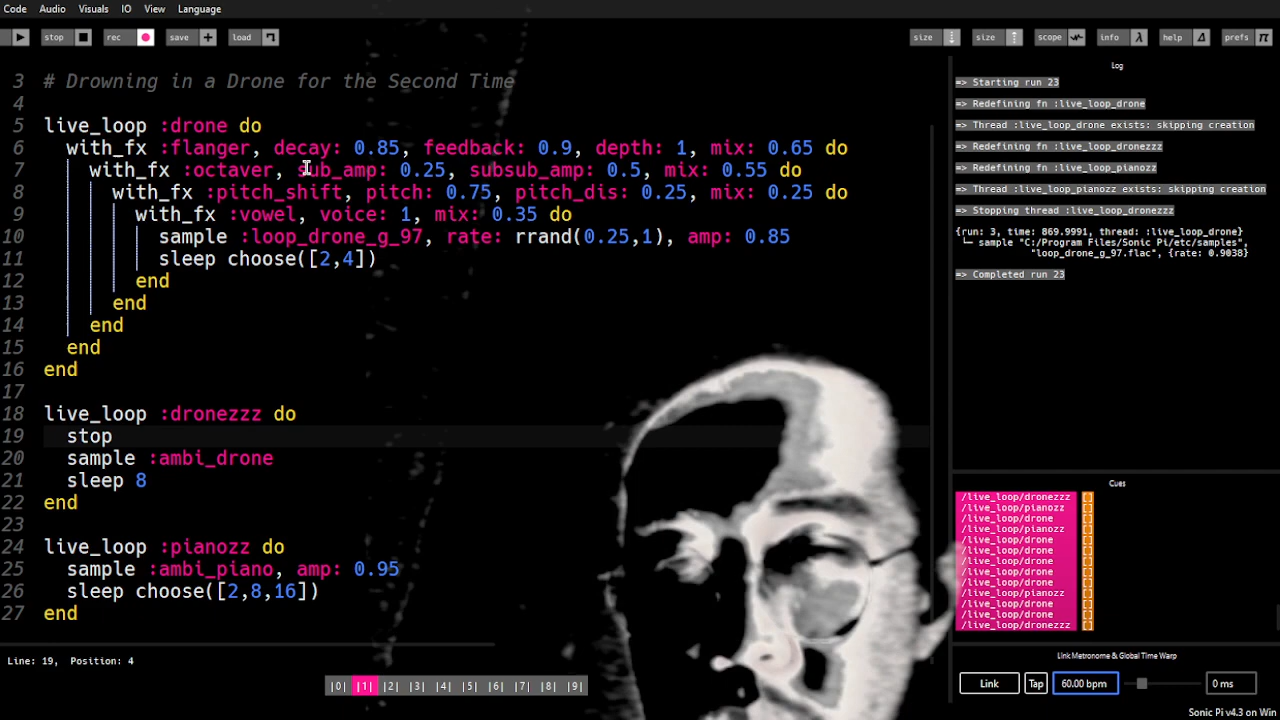 Code Audio Visuals IO View Language
stop rec save + load size size scope info λ help Δ prefs π
3 # Drowning in a Drone for the Second Time
4
5 live_loop :drone do
6 with_fx :flanger, decay: 0.85, feedback: 0.9, depth: 1, mix: 0.65 do
7 with_fx :octaver, sub_amp: 0.25, subsub_amp: 0.5, mix: 0.55 do
8 with_fx :pitch_shift, pitch: 0.75, pitch_dis: 0.25, mix: 0.25 do
9 with_fx :vowel, voice: 1, mix: 0.35 do
10 sample :loop_drone_g_97, rate: rrand(0.25,1), amp: 0.85
11 sleep choose([2,4])
12 end
13 end
14 end
15 end
16 end
17
18 live_loop :dronezzz do
19 stop
20 sample :ambi_drone
21 sleep 8
22 end
23
24 live_loop :pianozz do
25 sample :ambi_piano, amp: 0.95
26 sleep choose([2,8,16])
27 end
Line: 19, Position: 4
|0| |1| |2| |3| |4| |5| |6| |7| |8| |9|
Log
=> Starting run 23
=> Redefining fn :live_loop_drone
=> Thread :live_loop_drone exists: skipping creation
=> Redefining fn :live_loop_dronezzz
=> Redefining fn :live_loop_pianozz
=> Thread :live_loop_pianozz exists: skipping creation
=> Stopping thread :live_loop_dronezzz
{run: 3, time: 869.9991, thread: :live_loop_drone}
└─ sample "C:/Program Files/Sonic Pi/etc/samples",
"loop_drone_g_97.flac", {rate: 0.9038}
=> Completed run 23
Cues
/live_loop/dronezzz []
/live_loop/pianozz []
/live_loop/drone []
/live_loop/pianozz []
/live_loop/drone []
/live_loop/drone []
/live_loop/drone []
/live_loop/drone []
/live_loop/drone []
/live_loop/pianozz []
/live_loop/drone []
/live_loop/drone []
/live_loop/dronezzz []
Link Metronome & Global Time Warp
Link Tap 60.00 bpm 0 ms
Sonic Pi v4.3 on Win